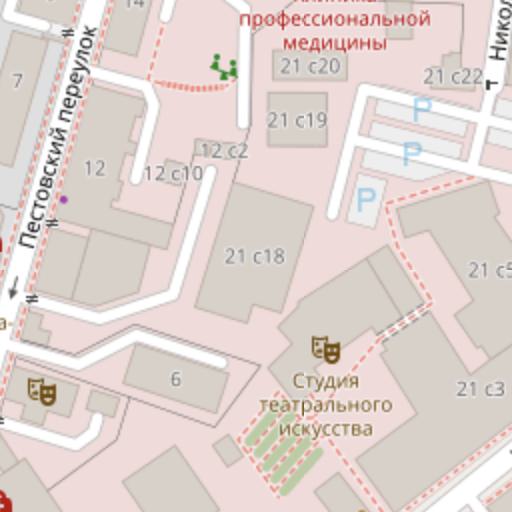 14
клиника
профессиональной
медицины
21 с20
21 с22
Нико
7
P
21 с19
12 с2
P
Пестовский переулок
12
12 с10
P
21 с18
21 с5
6
Студия
театрального
искусства
21 с3